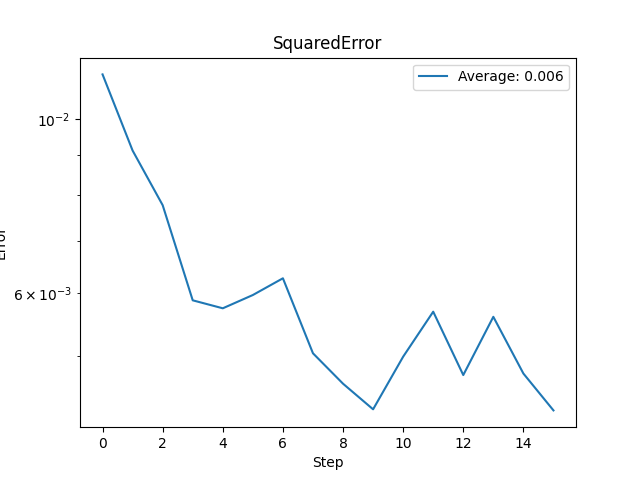 SquaredError
Average: 0.006
10⁻²
6 × 10⁻³
Error
0 2 4 6 8 10 12 14
Step